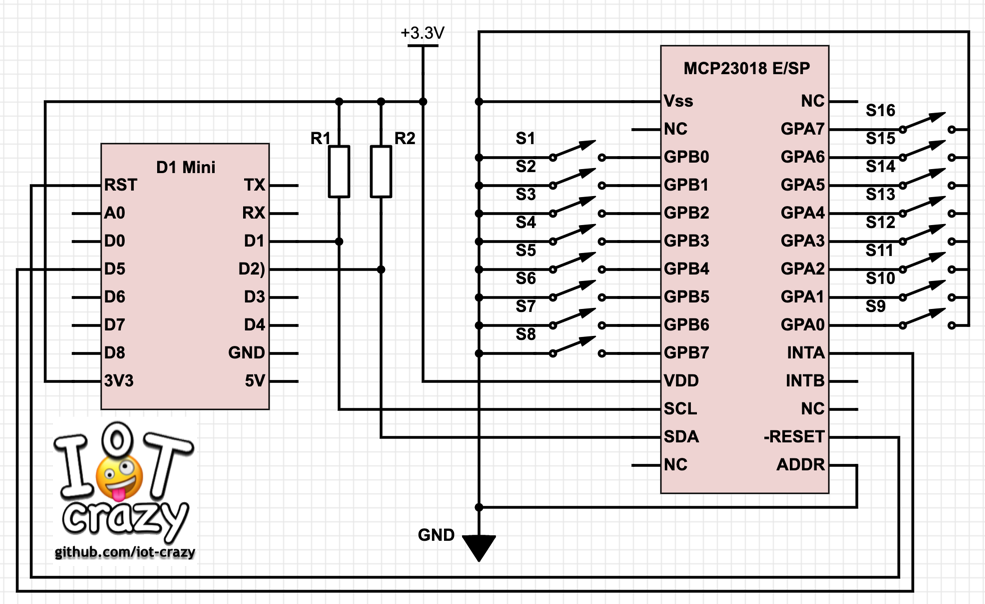 +3.3V
MCP23018 E/SP
Vss
NC
NC
GPB0
GPB1
GPB2
GPB3
GPB4
GPB5
GPB6
GPB7
VDD
SCL
SDA
NC
GPA7
GPA6
GPA5
GPA4
GPA3
GPA2
GPA1
GPA0
INTA
INTB
NC
-RESET
ADDR
S1
S2
S3
S4
S5
S6
S7
S8
S16
S15
S14
S13
S12
S11
S10
S9
R1
R2
D1 Mini
RST
A0
D0
D5
D6
D7
D8
3V3
TX
RX
D1
D2)
D3
D4
GND
5V
GND
IOT
crazy
github.com/iot-crazy